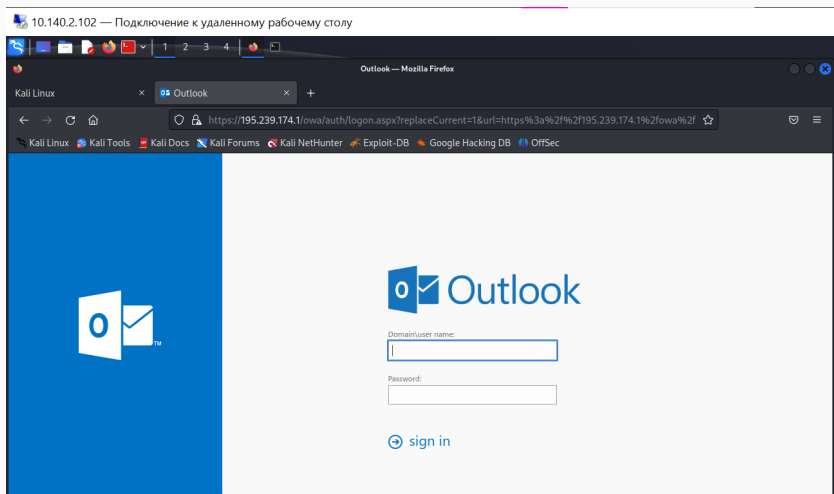 10.140.2.102 — Подключение к удаленному рабочему столу
1 2 3 4
Outlook — Mozilla Firefox
Kali Linux × Outlook × +
https://195.239.174.1/owa/auth/logon.aspx?replaceCurrent=1&url=https%3a%2f%2f195.239.174.1%2fowa%2f
Kali Linux Kali Tools Kali Docs Kali Forums Kali NetHunter Exploit-DB Google Hacking DB OffSec
Outlook
Domain\user name:
Password:
sign in
TM